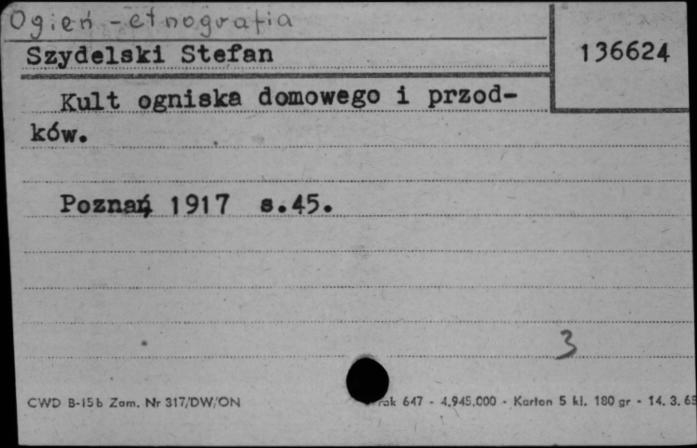 Ogień - etnografia
Szydelski Stefan
136624
Kult ogniska domowego i przod-
ków.
Poznań 1917 s.45.
3
CWD B-15b Zam. Nr 317/DW/ON
647 - 4.945.000 - Karton 5 kl. 180 gr - 14. 3. 65